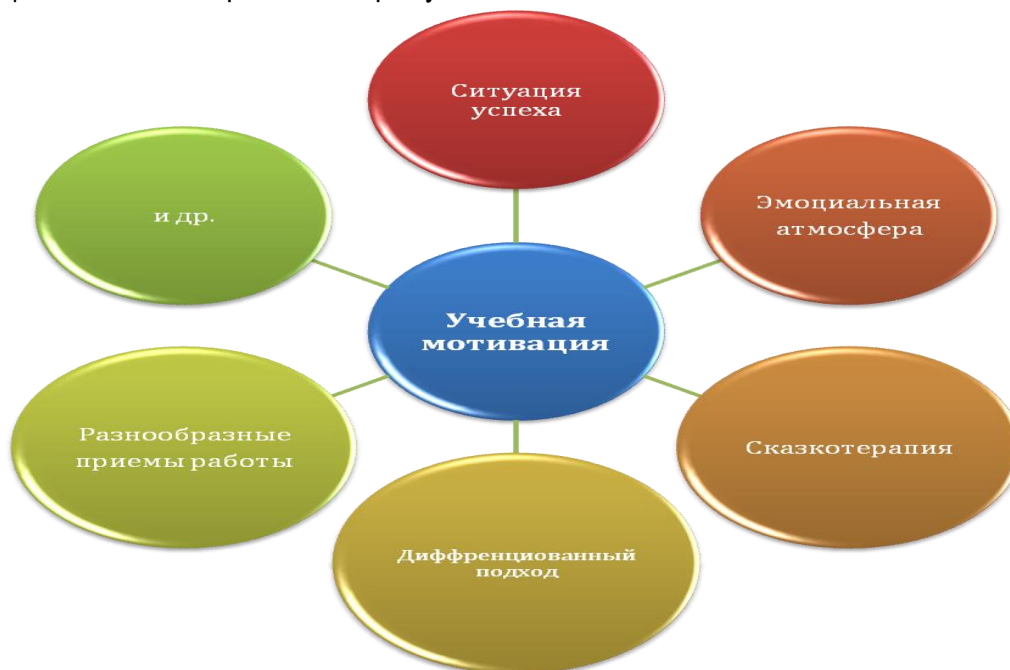 Ситуация
успеха
Эмоциальная
атмосфера
Сказкотерапия
Диффренциованный
подход
Разнообразные
приемы работы
и др.
Учебная
мотивация